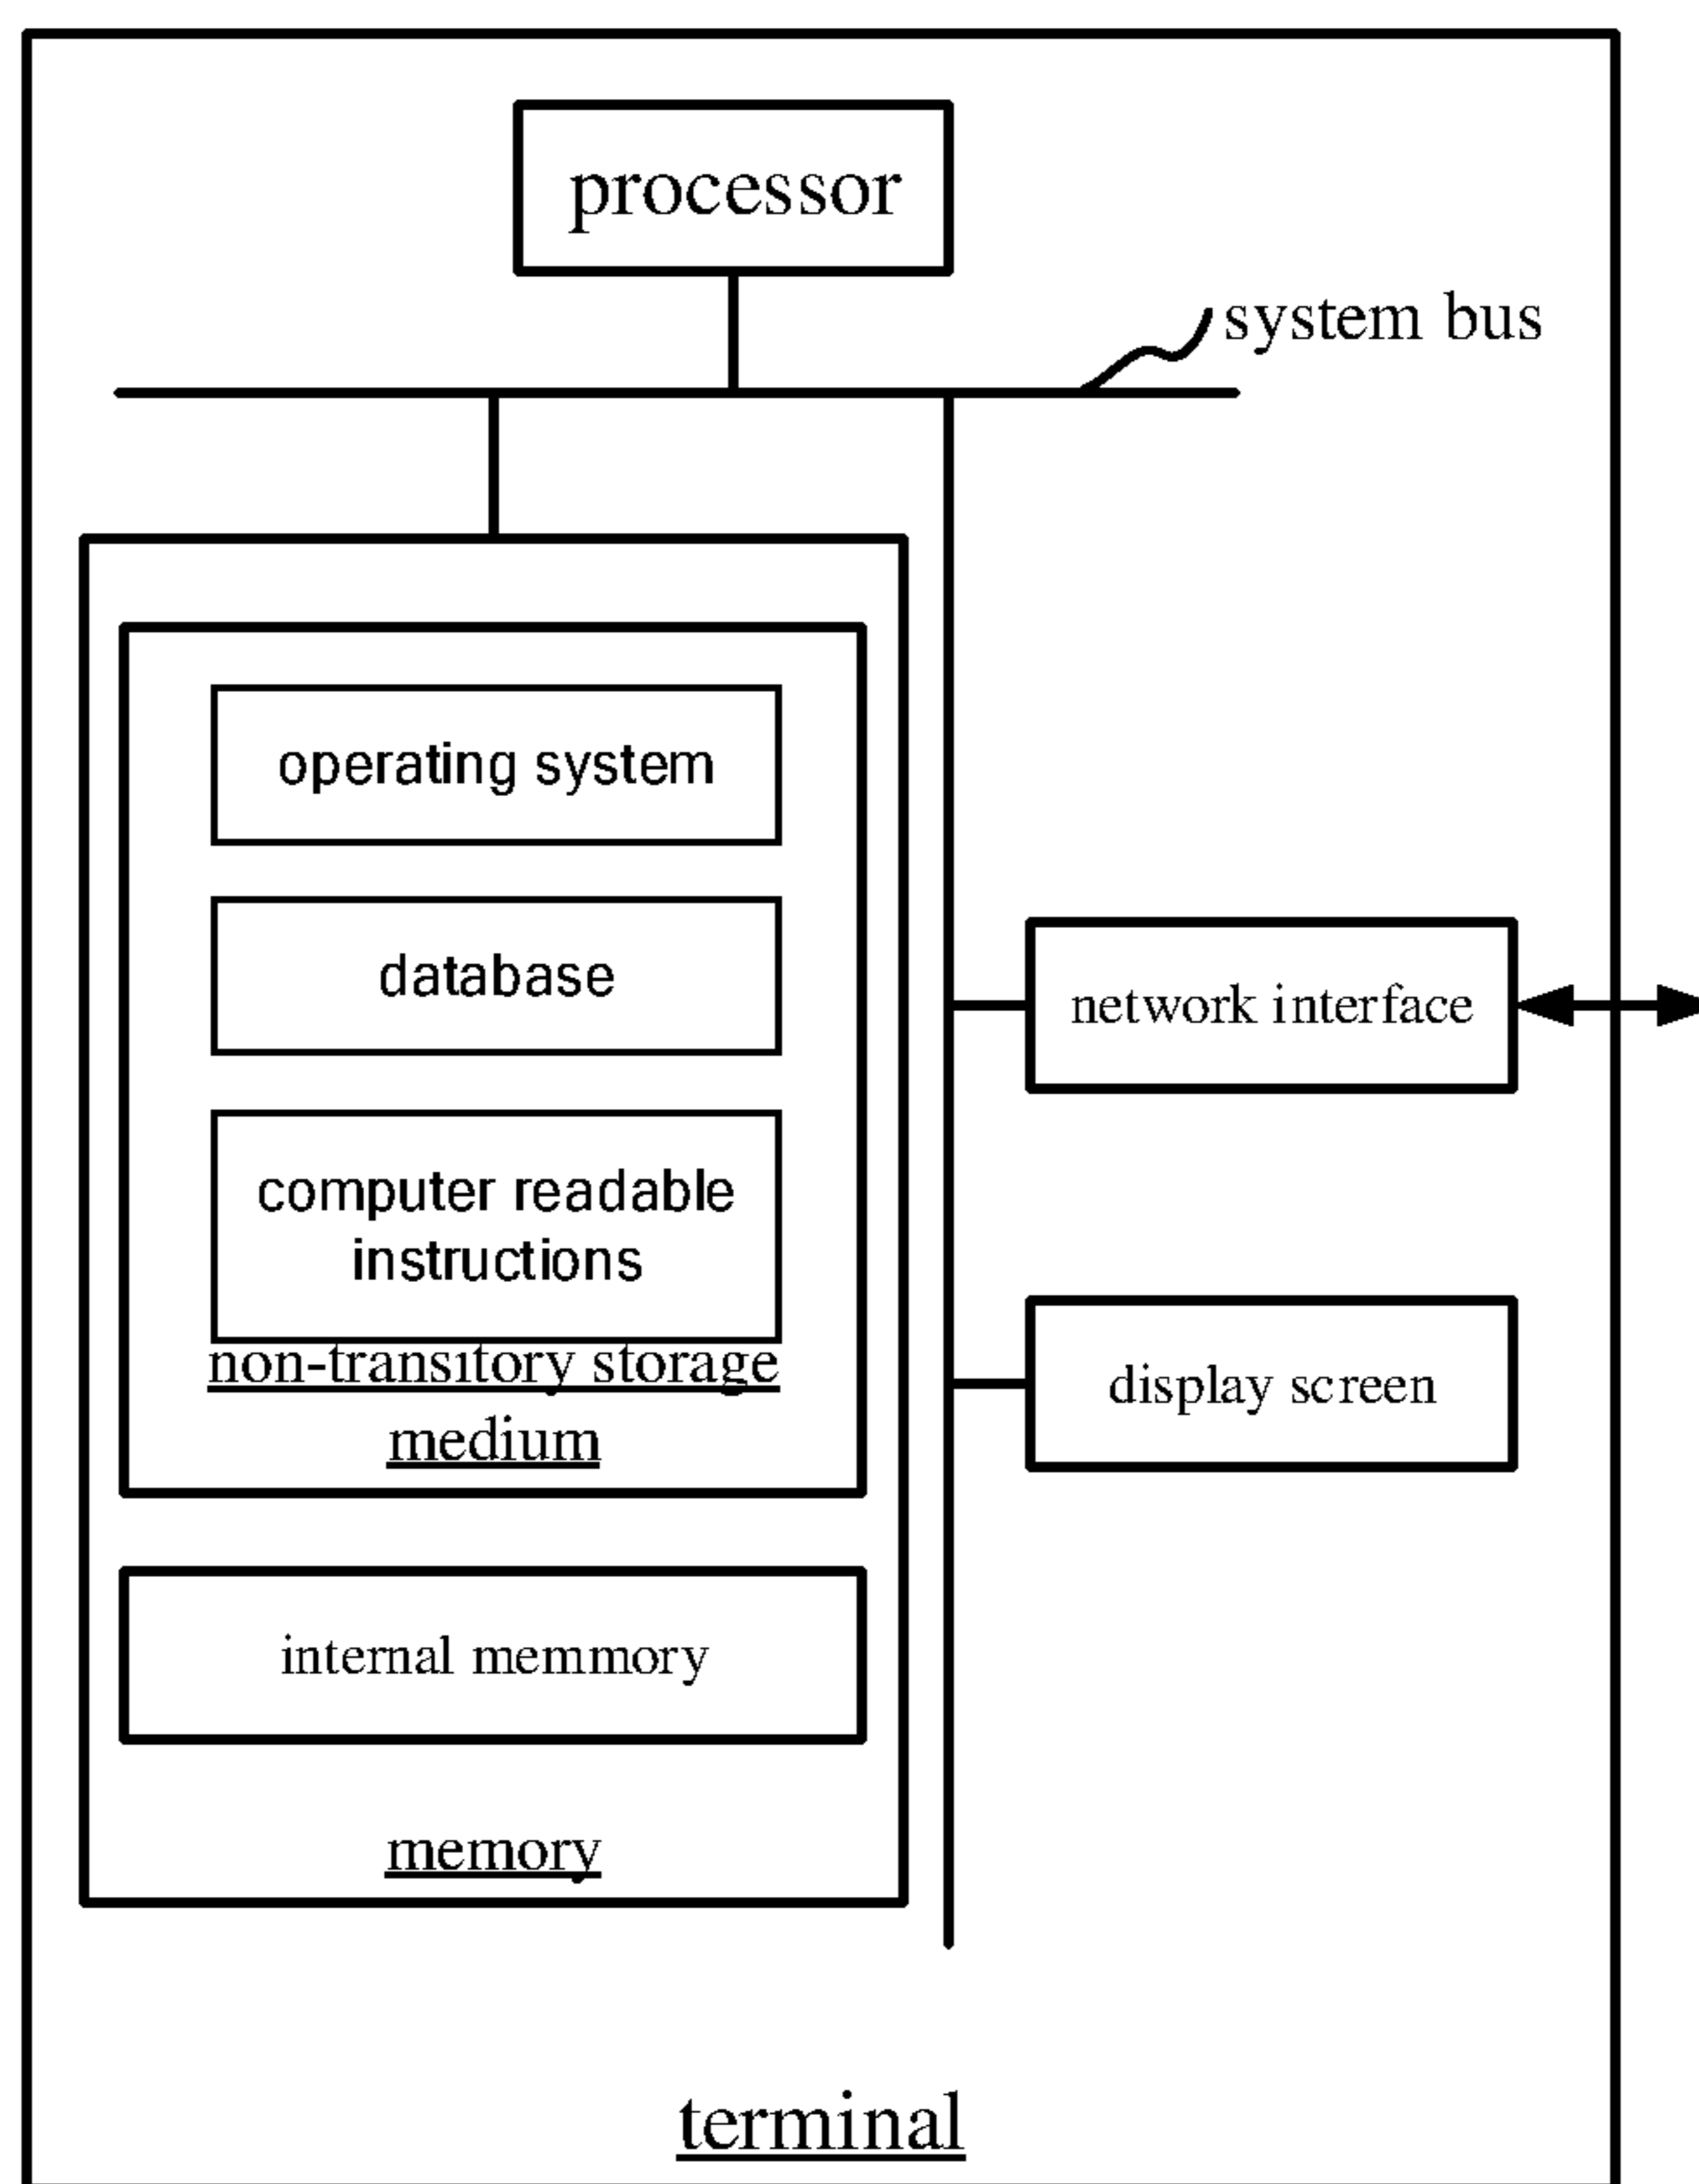 processor
system bus
operating system
database
computer readable
instructions
non-transitory storage
medium
network interface
display screen
internal memmory
memory
terminal